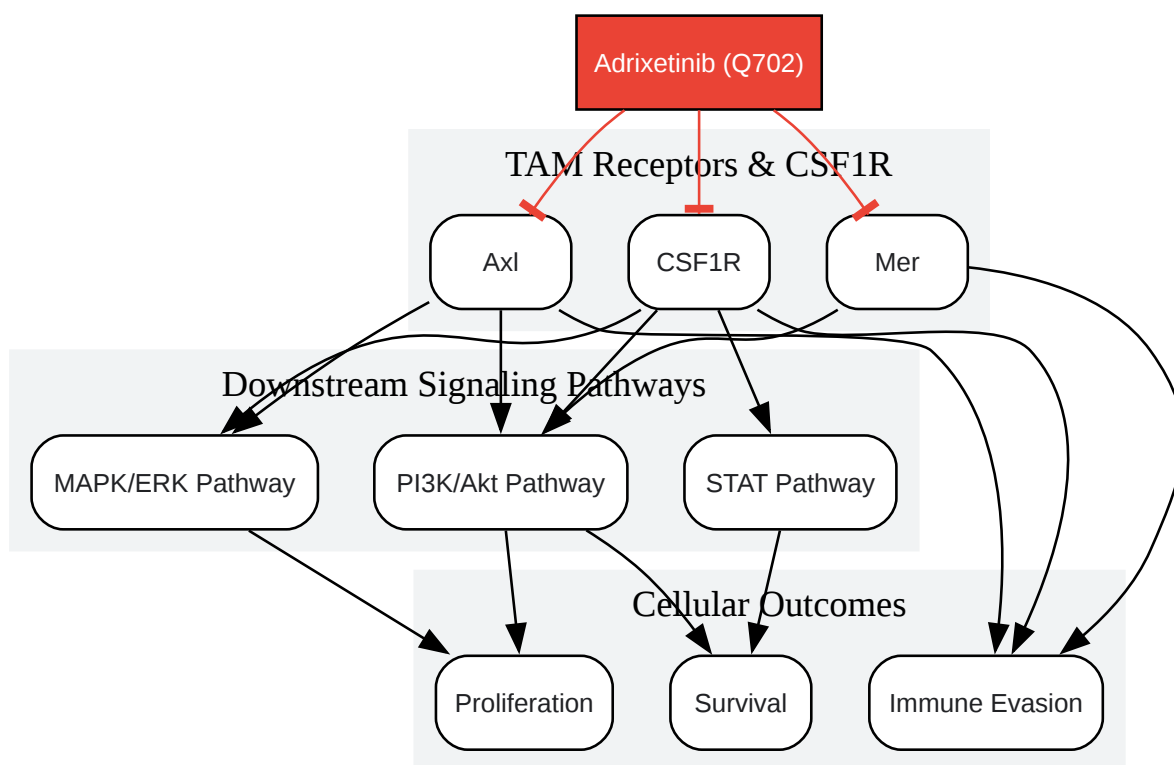 Adrixetinib (Q702)
TAM Receptors & CSF1R
Axl
CSF1R
Mer
Downstream Signaling Pathways
MAPK/ERK Pathway
PI3K/Akt Pathway
STAT Pathway
Cellular Outcomes
Proliferation
Survival
Immune Evasion